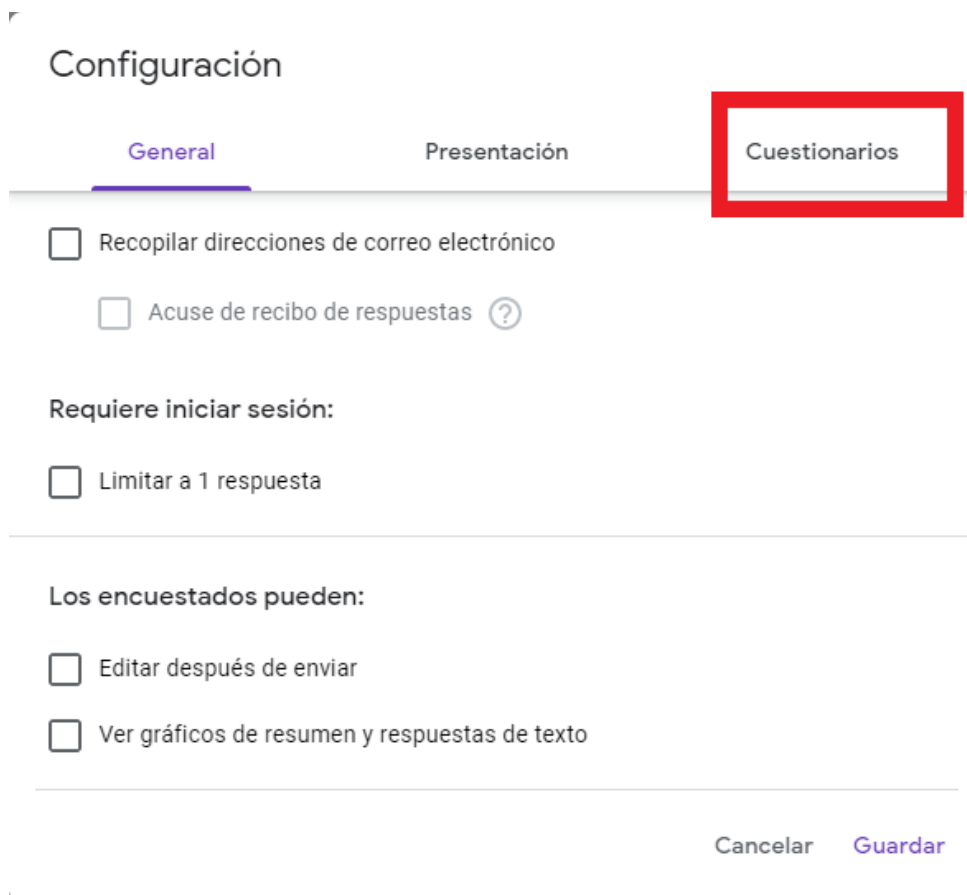 Configuración
General Presentación Cuestionarios
Recopilar direcciones de correo electrónico
Acuse de recibo de respuestas ?
Requiere iniciar sesión:
Limitar a 1 respuesta
Los encuestados pueden:
Editar después de enviar
Ver gráficos de resumen y respuestas de texto
Cancelar Guardar